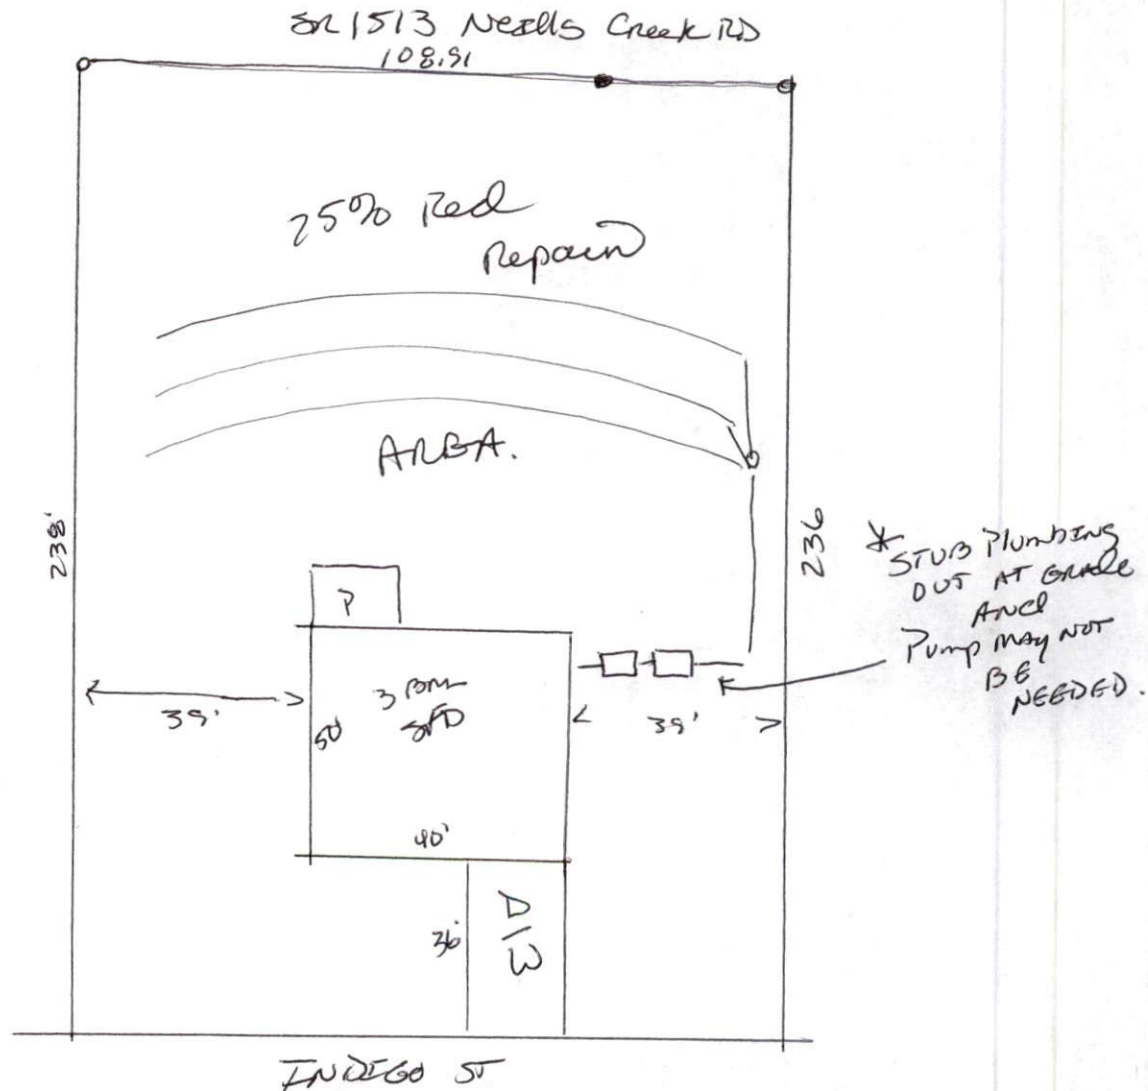 SR 1513 Neills Creek RD
108.91
25% Red
Repair
AREA.
238'
236
* STUB Plumbing
OUT AT GRADE
AND
Pump MAY NOT
BE
NEEDED.
P
3 BRM
SFD
39'
50'
39'
40'
36'
D/W
INDIGO ST